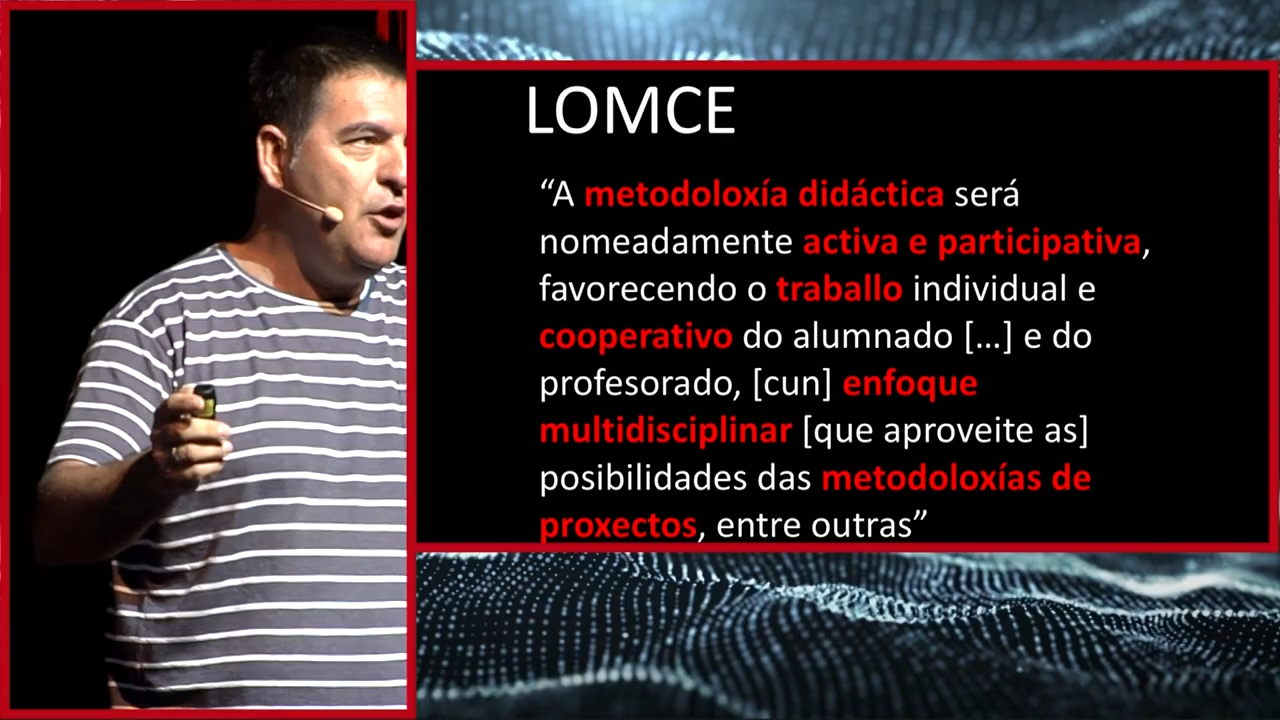 LOMCE
“A metodoloxía didáctica será
nomeadamente activa e participativa,
favorecendo o traballo individual e
cooperativo do alumnado [...] e do
profesorado, [cun] enfoque
multidisciplinar [que aproveite as]
posibilidades das metodoloxías de
proxectos, entre outras”